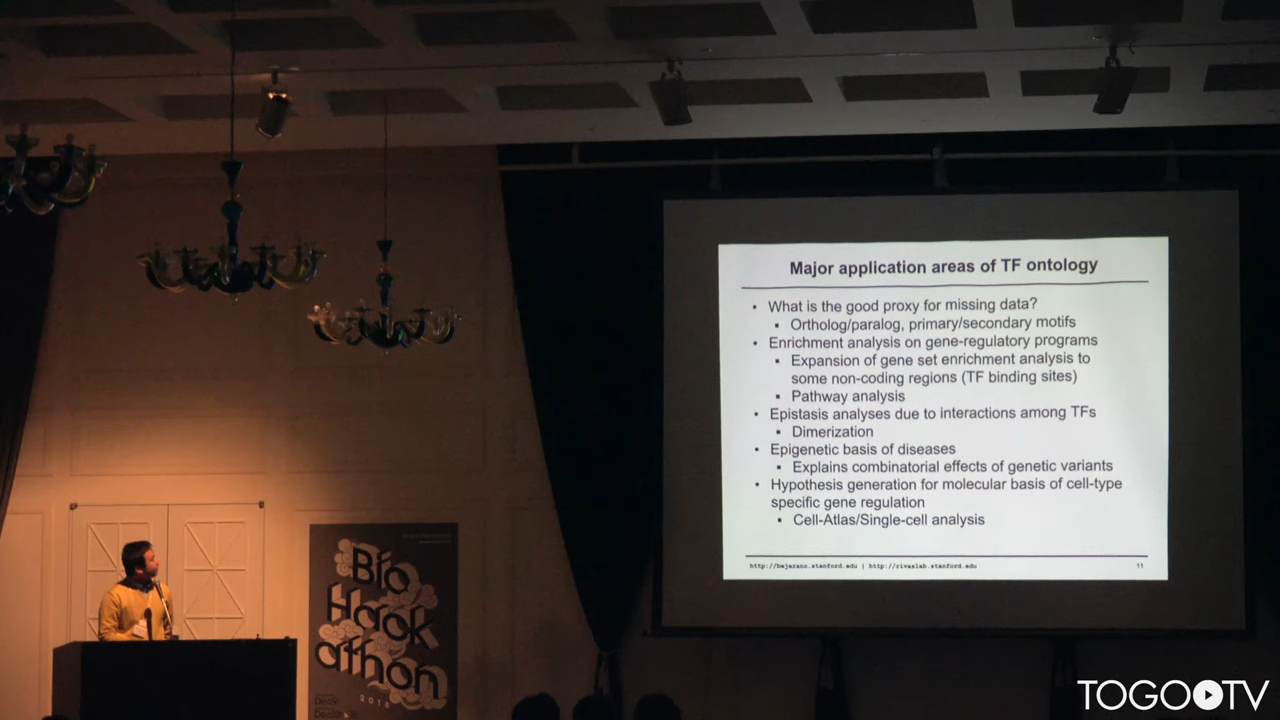 Major application areas of TF ontology
• What is the good proxy for missing data?
▪ Ortholog/paralog, primary/secondary motifs
• Enrichment analysis on gene-regulatory programs
▪ Expansion of gene set enrichment analysis to
some non-coding regions (TF binding sites)
▪ Pathway analysis
• Epistasis analyses due to interactions among TFs
▪ Dimerization
• Epigenetic basis of diseases
▪ Explains combinatorial effects of genetic variants
• Hypothesis generation for molecular basis of cell-type
specific gene regulation
▪ Cell-Atlas/Single-cell analysis
http://bejerano.stanford.edu | http://rivaslab.stanford.edu
11
Bio
Hack
athon
TOGO TV